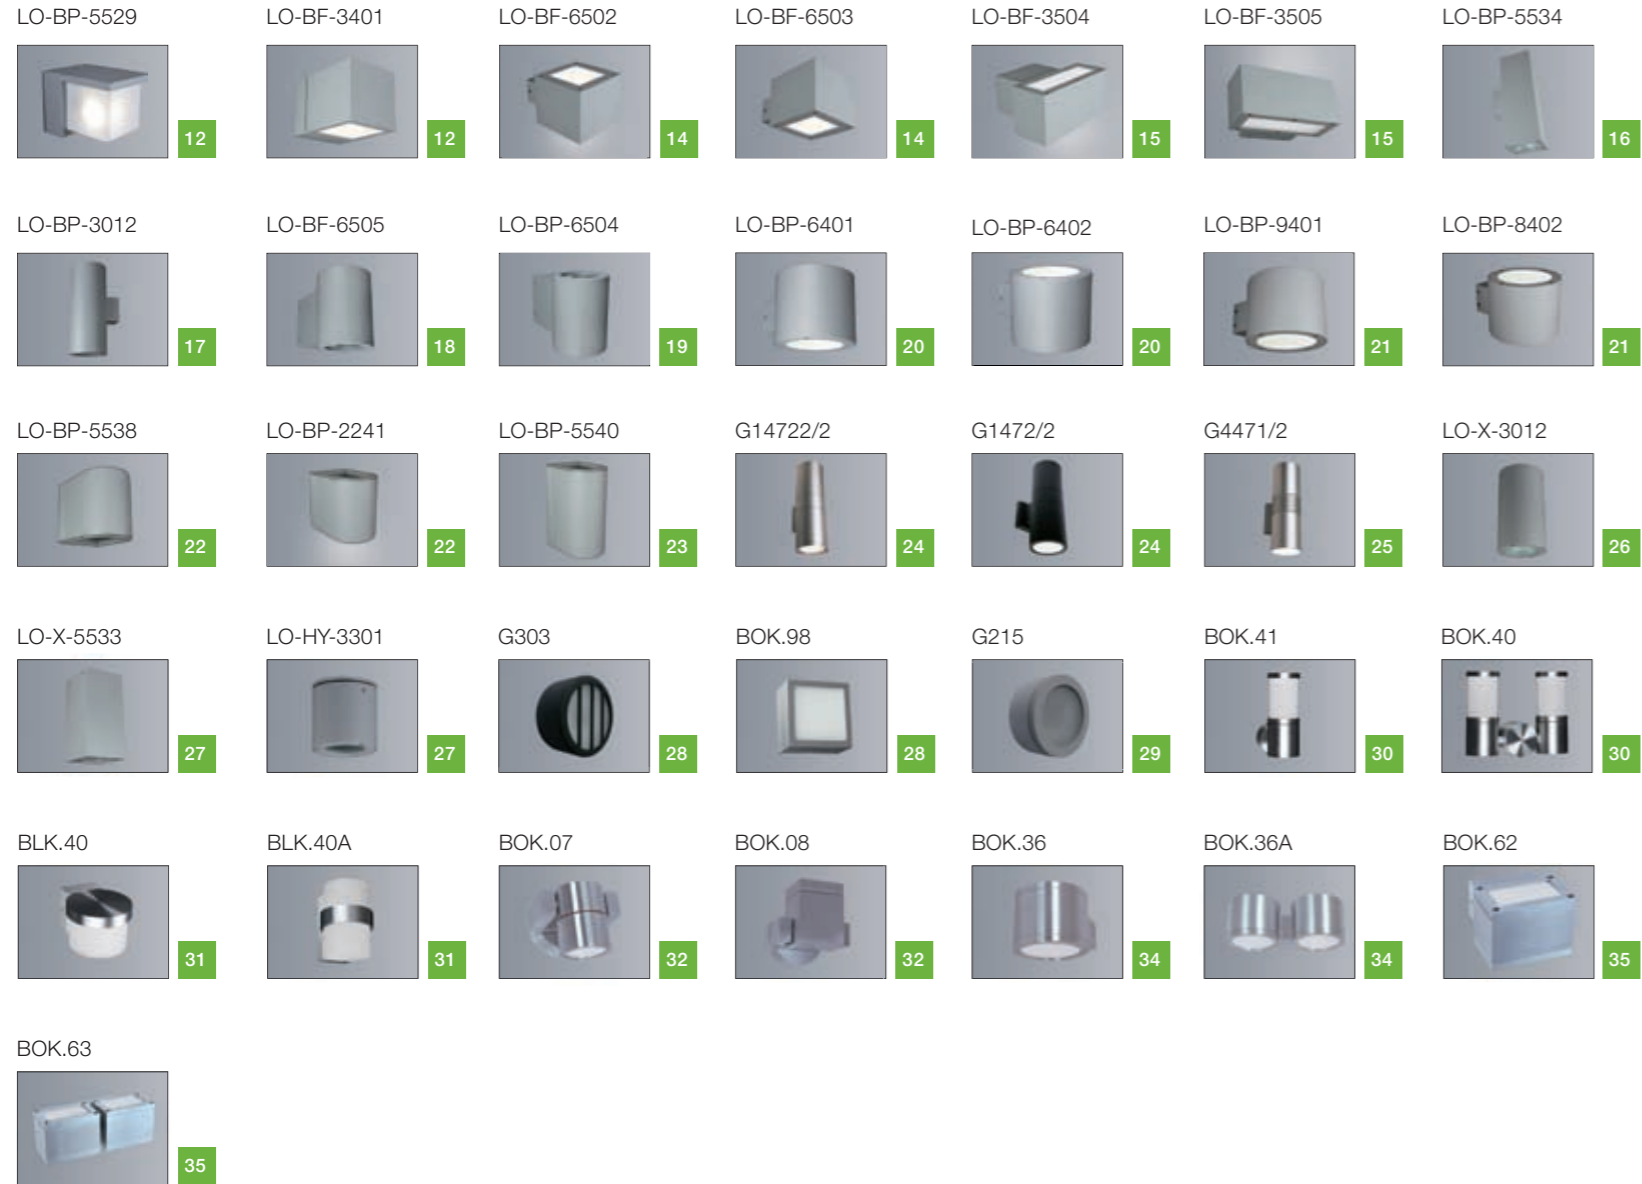 LO-BP-5529 LO-BF-3401 LO-BF-6502 LO-BF-6503 LO-BF-3504 LO-BF-3505 LO-BP-5534
12 12 14 14 15 15 16
LO-BP-3012 LO-BF-6505 LO-BP-6504 LO-BP-6401 LO-BP-6402 LO-BP-9401 LO-BP-8402
17 18 19 20 20 21 21
LO-BP-5538 LO-BP-2241 LO-BP-5540 G14722/2 G1472/2 G4471/2 LO-X-3012
22 22 23 24 24 25 26
LO-X-5533 LO-HY-3301 G303 BOK.98 G215 BOK.41 BOK.40
27 27 28 28 29 30 30
BLK.40 BLK.40A BOK.07 BOK.08 BOK.36 BOK.36A BOK.62
31 31 32 32 34 34 35
BOK.63
35